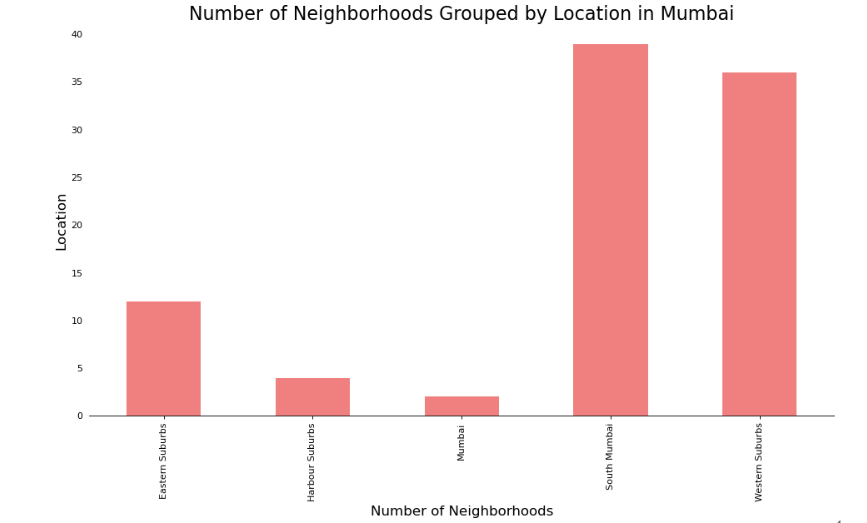 Number of Neighborhoods Grouped by Location in Mumbai
40
35
30
25
20
15
10
5
0
Location
Eastern Suburbs
Harbour Suburbs
Mumbai
South Mumbai
Western Suburbs
Number of Neighborhoods